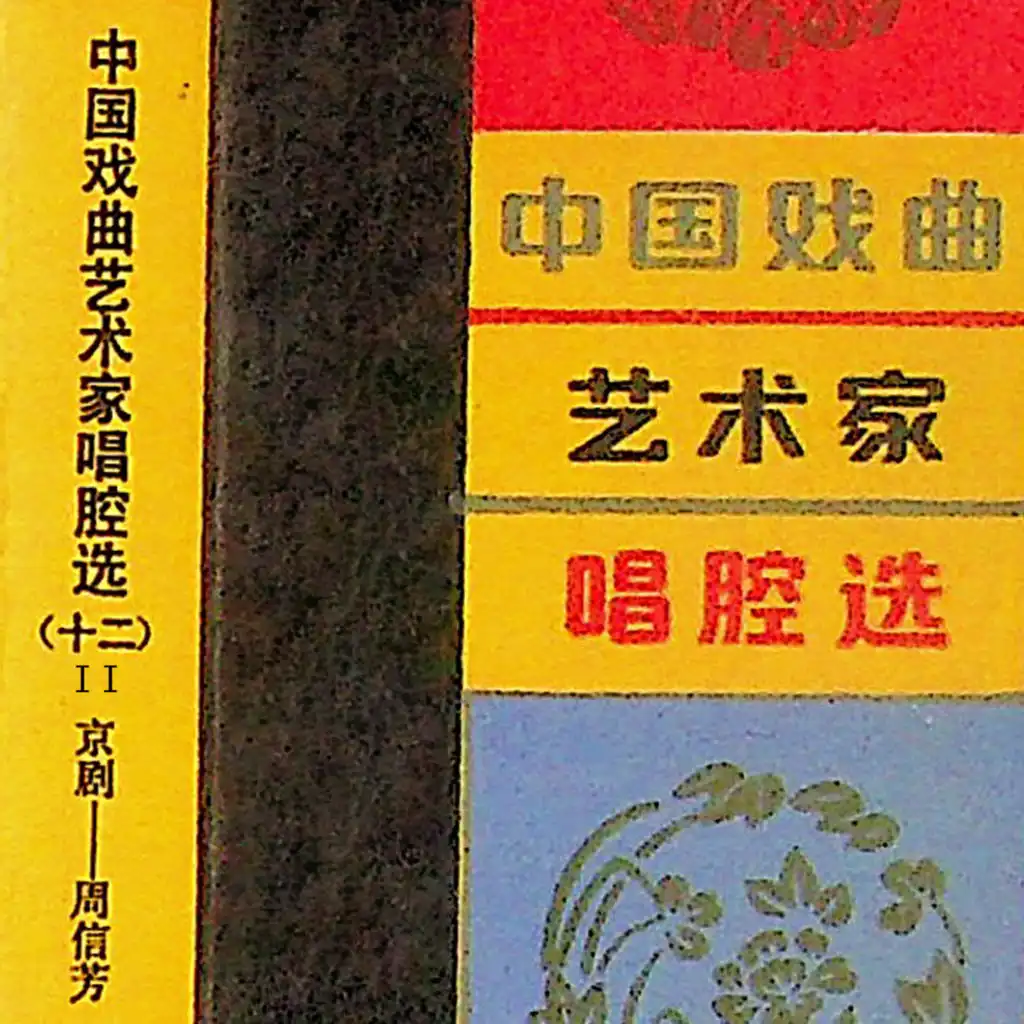 中国戏曲艺术家唱腔选
(十二)
II
京剧——周信芳
中国戏曲
艺术家
唱腔选